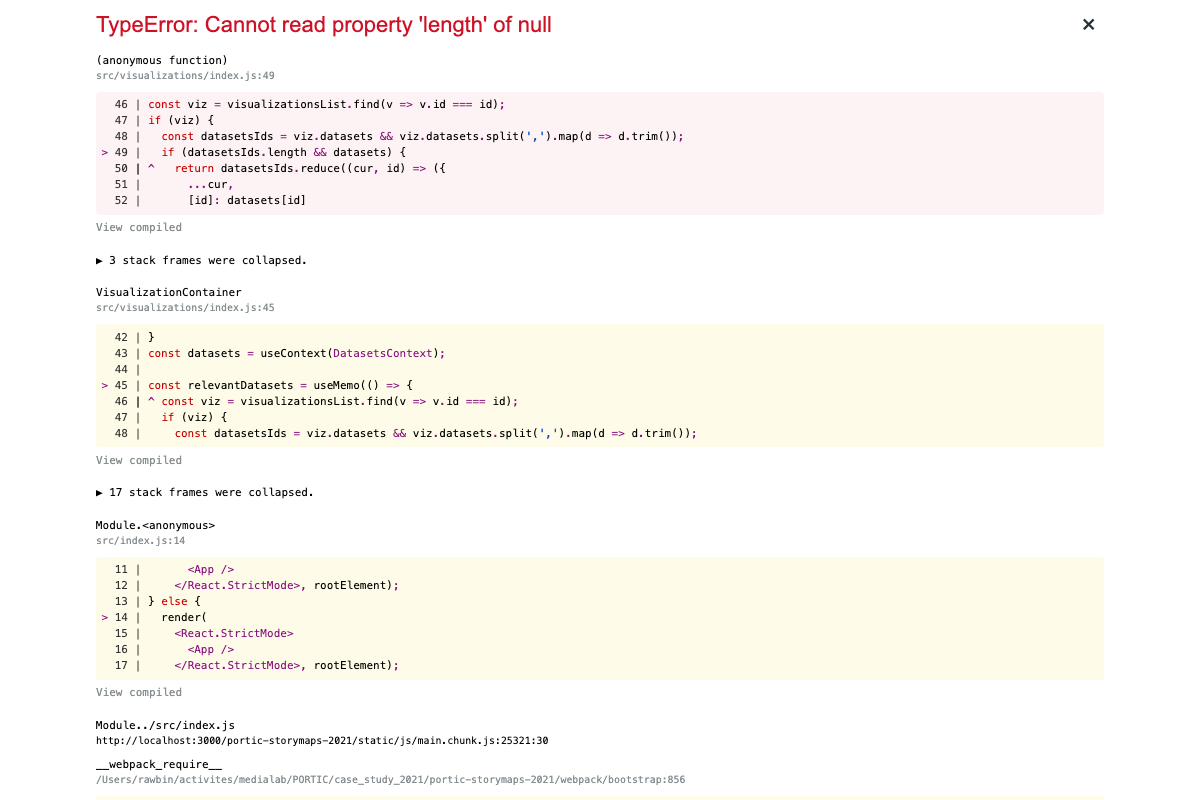 TypeError: Cannot read property 'length' of null
×
(anonymous function)
src/visualizations/index.js:49
  46 | const viz = visualizationsList.find(v => v.id === id);
  47 | if (viz) {
  48 |   const datasetsIds = viz.datasets && viz.datasets.split(',').map(d => d.trim());
> 49 |   if (datasetsIds.length && datasets) {
  50 | ^   return datasetsIds.reduce((cur, id) => ({
  51 |       ...cur,
  52 |       [id]: datasets[id]
View compiled
▶ 3 stack frames were collapsed.
VisualizationContainer
src/visualizations/index.js:45
  42 | }
  43 | const datasets = useContext(DatasetsContext);
  44 |
> 45 | const relevantDatasets = useMemo(() => {
  46 | ^ const viz = visualizationsList.find(v => v.id === id);
  47 |   if (viz) {
  48 |     const datasetsIds = viz.datasets && viz.datasets.split(',').map(d => d.trim());
View compiled
▶ 17 stack frames were collapsed.
Module.<anonymous>
src/index.js:14
  11 |       <App />
  12 |     </React.StrictMode>, rootElement);
  13 | } else {
> 14 |   render(
  15 |     <React.StrictMode>
  16 |       <App />
  17 |     </React.StrictMode>, rootElement);
View compiled
Module../src/index.js
http://localhost:3000/portic-storymaps-2021/static/js/main.chunk.js:25321:30
__webpack_require__
/Users/rawbin/activites/medialab/PORTIC/case_study_2021/portic-storymaps-2021/webpack/bootstrap:856